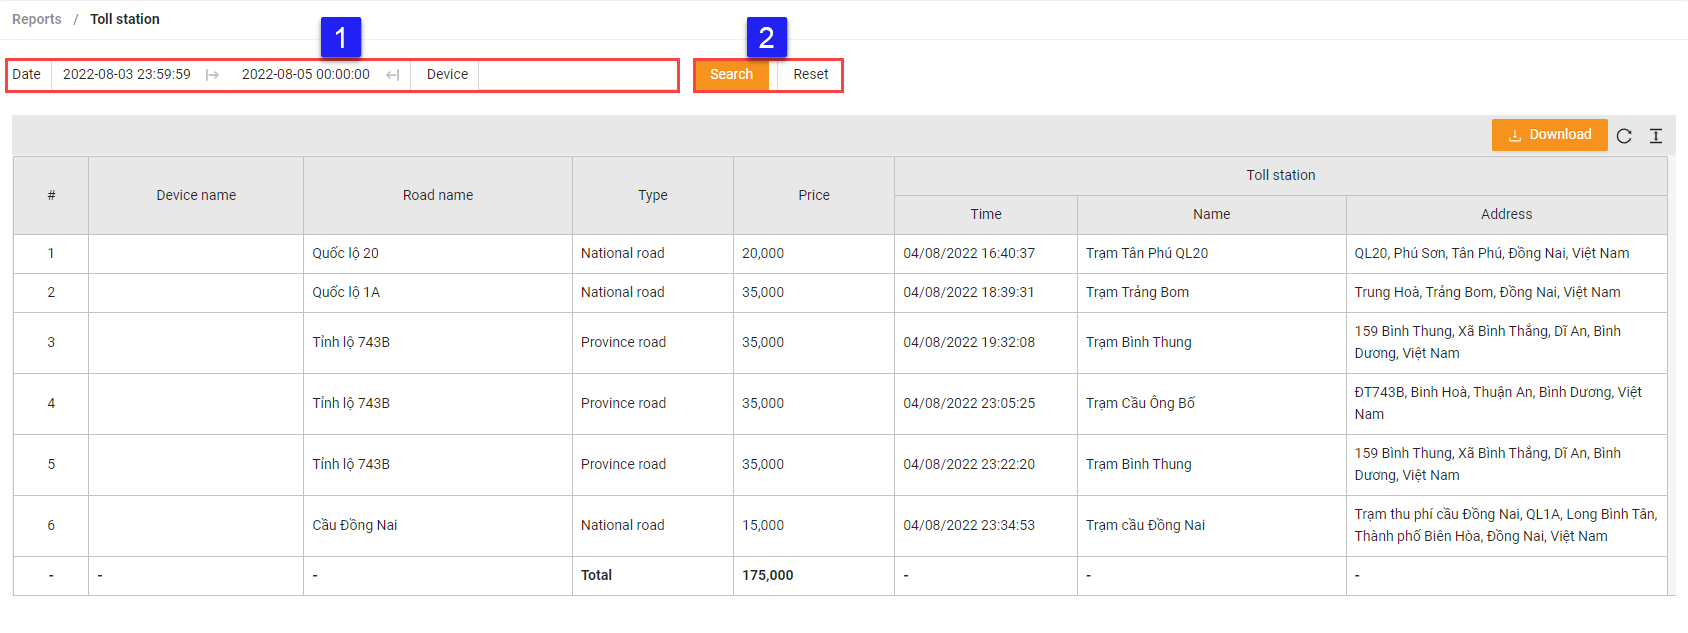 Reports / Toll station
1
2
Date 2022-08-03 23:59:59 2022-08-05 00:00:00 Device Search Reset
Download
# Device name Road name Type Price Toll station
Time Name Address
1 Quốc lộ 20 National road 20,000 04/08/2022 16:40:37 Trạm Tân Phú QL20 QL20, Phú Sơn, Tân Phú, Đồng Nai, Việt Nam
2 Quốc lộ 1A National road 35,000 04/08/2022 18:39:31 Trạm Trảng Bom Trung Hoà, Trảng Bom, Đồng Nai, Việt Nam
3 Tỉnh lộ 743B Province road 35,000 04/08/2022 19:32:08 Trạm Bình Thung 159 Bình Thung, Xã Bình Thắng, Dĩ An, Bình
Dương, Việt Nam
4 Tỉnh lộ 743B Province road 35,000 04/08/2022 23:05:25 Trạm Cầu Ông Bố ĐT743B, Binh Hoà, Thuận An, Bình Dương, Việt
Nam
5 Tỉnh lộ 743B Province road 35,000 04/08/2022 23:22:20 Trạm Bình Thung 159 Bình Thung, Xã Bình Thắng, Dĩ An, Bình
Dương, Việt Nam
6 Cầu Đồng Nai National road 15,000 04/08/2022 23:34:53 Trạm cầu Đồng Nai Trạm thu phí cầu Đồng Nai, QL1A, Long Bình Tân,
Thành phố Biên Hòa, Đồng Nai, Việt Nam
- - - Total 175,000 - - -